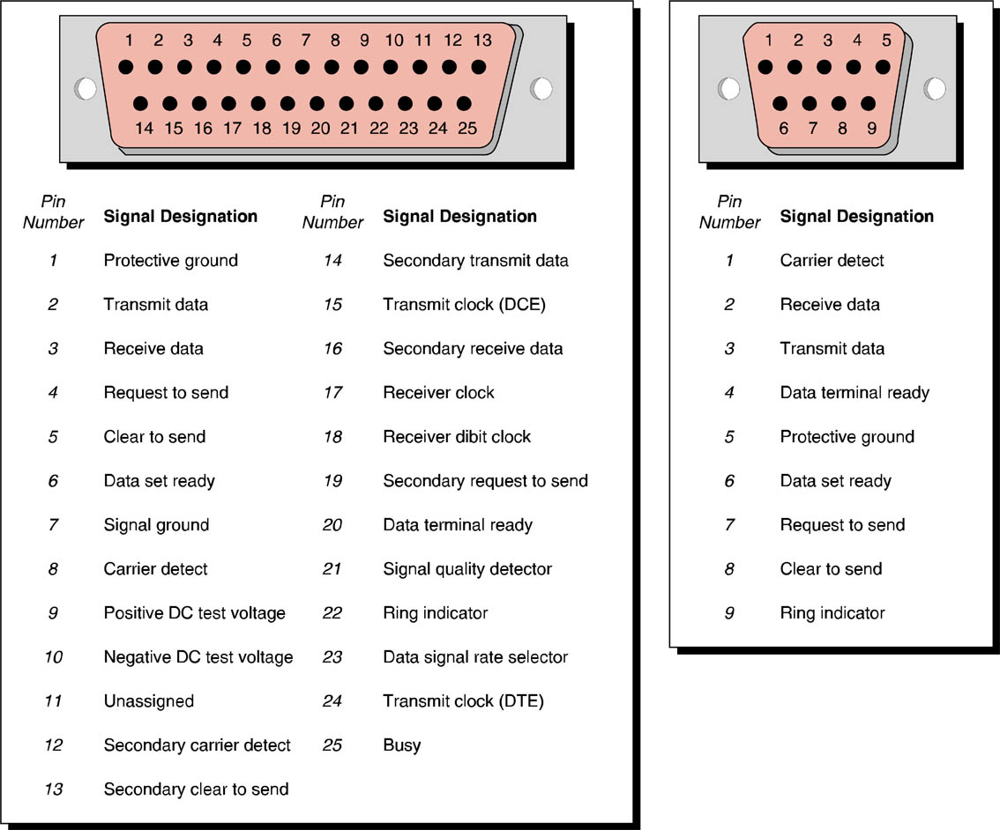 1 2 3 4 5 6 7 8 9 10 11 12 13
14 15 16 17 18 19 20 21 22 23 24 25
Pin
Number Signal Designation
1 Protective ground
2 Transmit data
3 Receive data
4 Request to send
5 Clear to send
6 Data set ready
7 Signal ground
8 Carrier detect
9 Positive DC test voltage
10 Negative DC test voltage
11 Unassigned
12 Secondary carrier detect
13 Secondary clear to send
Pin
Number Signal Designation
14 Secondary transmit data
15 Transmit clock (DCE)
16 Secondary receive data
17 Receiver clock
18 Receiver dibit clock
19 Secondary request to send
20 Data terminal ready
21 Signal quality detector
22 Ring indicator
23 Data signal rate selector
24 Transmit clock (DTE)
25 Busy
1 2 3 4 5
6 7 8 9
Pin
Number Signal Designation
1 Carrier detect
2 Receive data
3 Transmit data
4 Data terminal ready
5 Protective ground
6 Data set ready
7 Request to send
8 Clear to send
9 Ring indicator